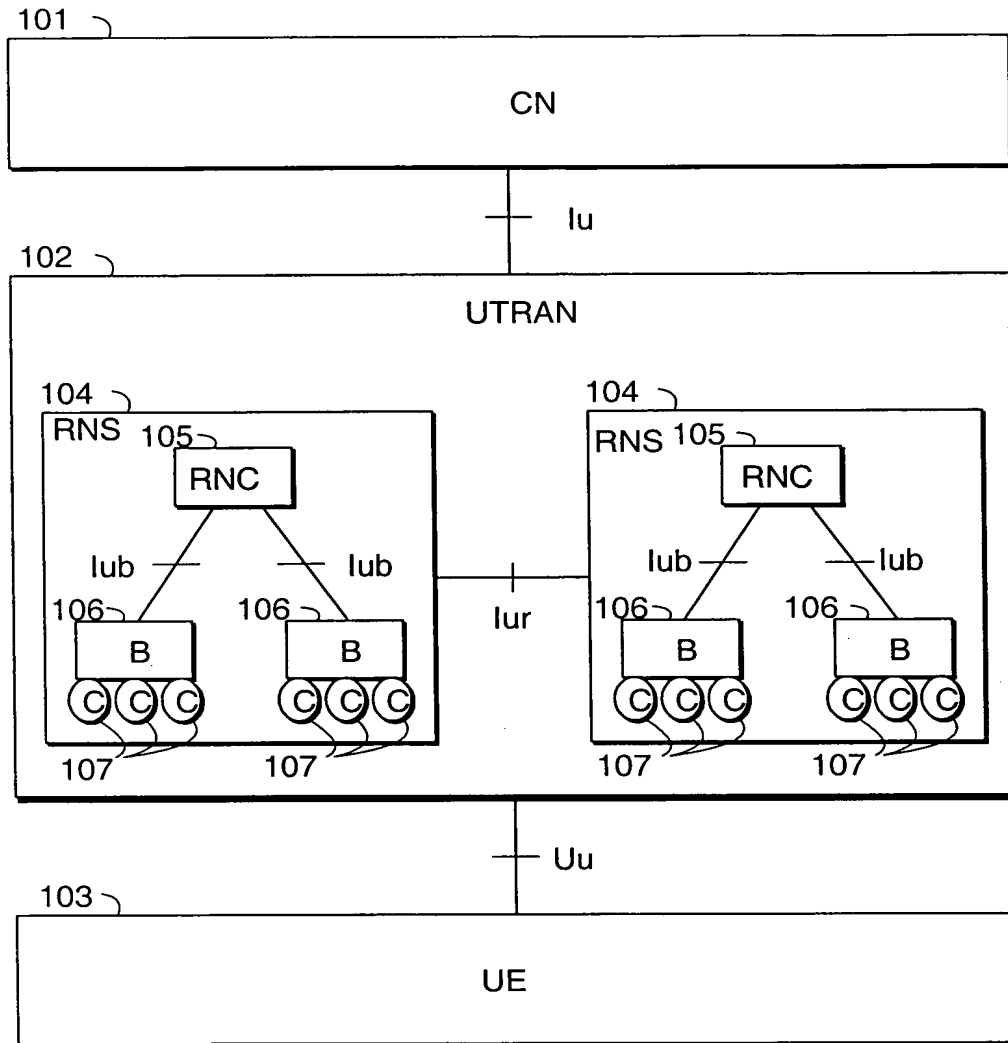 101
CN
Iu
102
UTRAN
104 104
RNS 105 RNS 105
RNC RNC
Iub Iub Iub Iub
Iur
106 106 106 106
B B B B
C C C C C C C C C C C C
107 107 107 107
Uu
103
UE